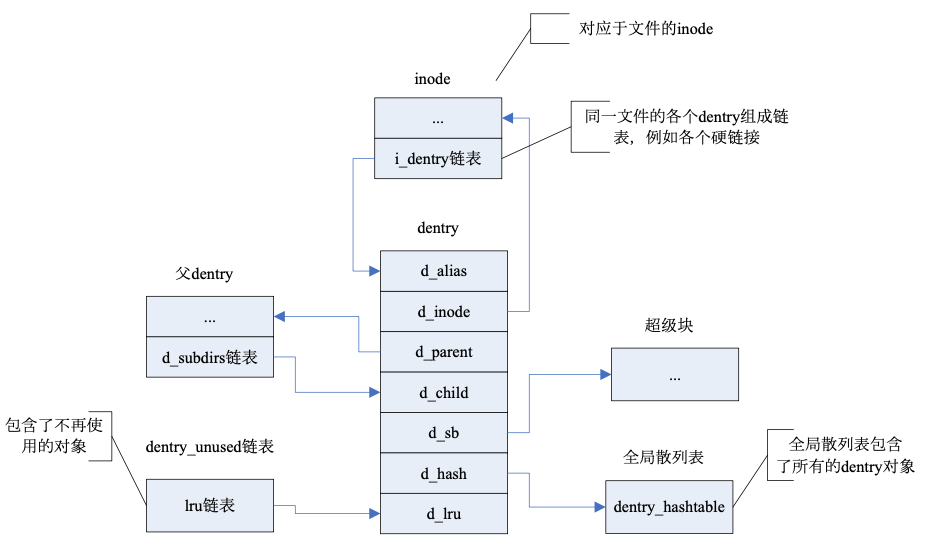 对应于文件的inode
inode
...
i_dentry链表
同一文件的各个dentry组成链
表，例如各个硬链接
dentry
d_alias
d_inode
d_parent
d_child
d_sb
d_hash
d_lru
父dentry
...
d_subdirs链表
超级块
...
包含了不再使
用的对象
dentry_unused链表
lru链表
全局散列表
dentry_hashtable
全局散列表包含
了所有的dentry对象